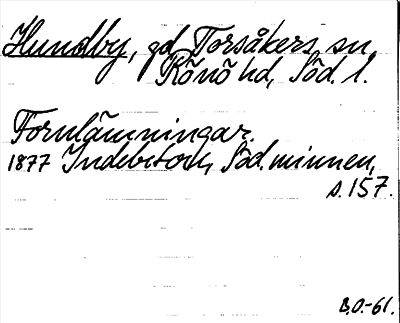 Hundby, gd, Torsåkers sn,
Rönö hd, Söd. l.
Fornlämningar.
1877 Indebetou, Söd. minnen,
s. 157.
B.O.-61.